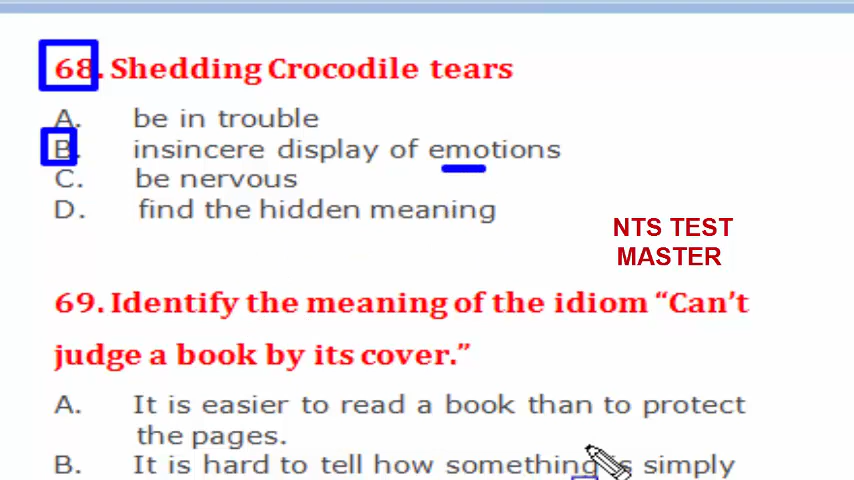 68. Shedding Crocodile tears
A. be in trouble
B. insincere display of emotions
C. be nervous
D. find the hidden meaning
NTS TEST
MASTER
69. Identify the meaning of the idiom “Can’t
judge a book by its cover.”
A. It is easier to read a book than to protect
the pages.
B. It is hard to tell how something is simply